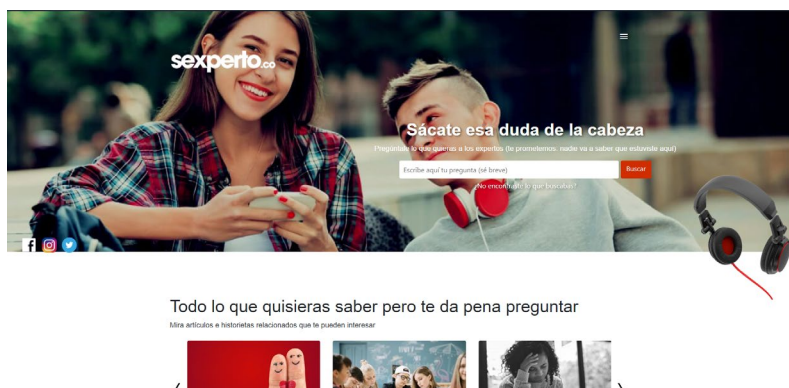 sexperto.co
Sácate esa duda de la cabeza
Pregúntale lo que quieras a los expertos (te prometemos, nadie va a saber que estuviste aquí)
Escribe aquí tu pregunta (sé breve)
Buscar
¿No encontraste lo que buscabas?
Todo lo que quisieras saber pero te da pena preguntar
Mira artículos e historietas relacionados que te pueden interesar